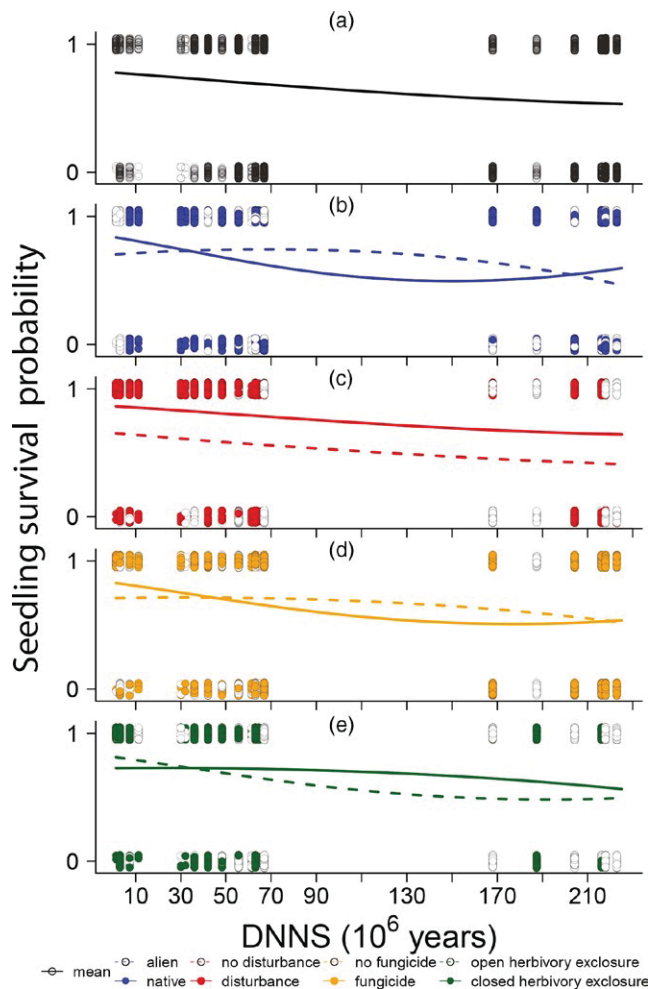 (a)
1
0
(b)
1
0
(c)
1
0
(d)
1
0
(e)
1
0
Seedling survival probability
10 30 50 70 90 130 170 210
DNNS (10⁶ years)
mean
alien no disturbance no fungicide open herbivory exclosure
native disturbance fungicide closed herbivory exclosure